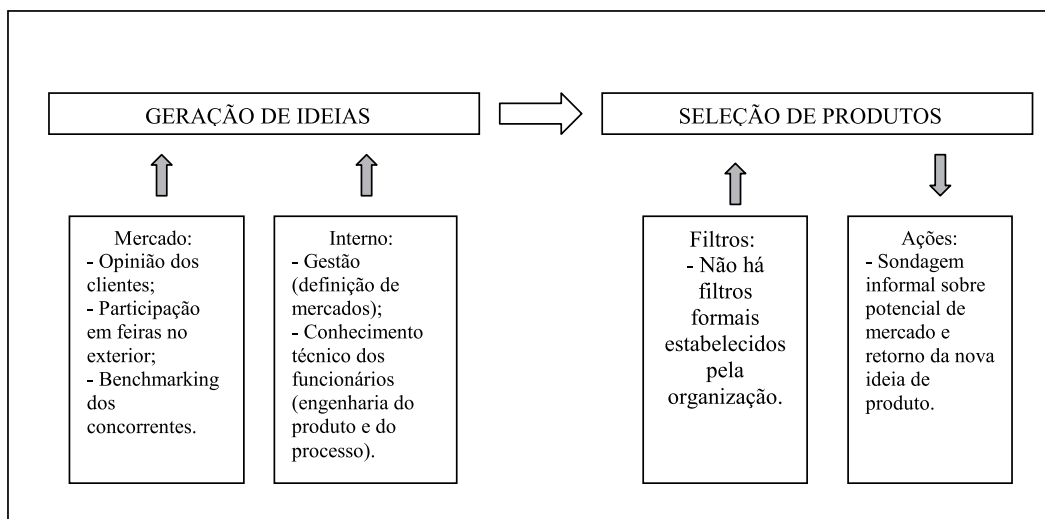 GERAÇÃO DE IDEIAS
SELEÇÃO DE PRODUTOS
Mercado:
- Opinião dos
clientes;
- Participação
em feiras no
exterior;
- Benchmarking
dos
concorrentes.
Interno:
- Gestão
(definição de
mercados);
- Conhecimento
técnico dos
funcionários
(engenharia do
produto e do
processo).
Filtros:
- Não há
filtros
formais
estabelecidos
pela
organização.
Ações:
- Sondagem
informal sobre
potencial de
mercado e
retorno da nova
ideia de
produto.